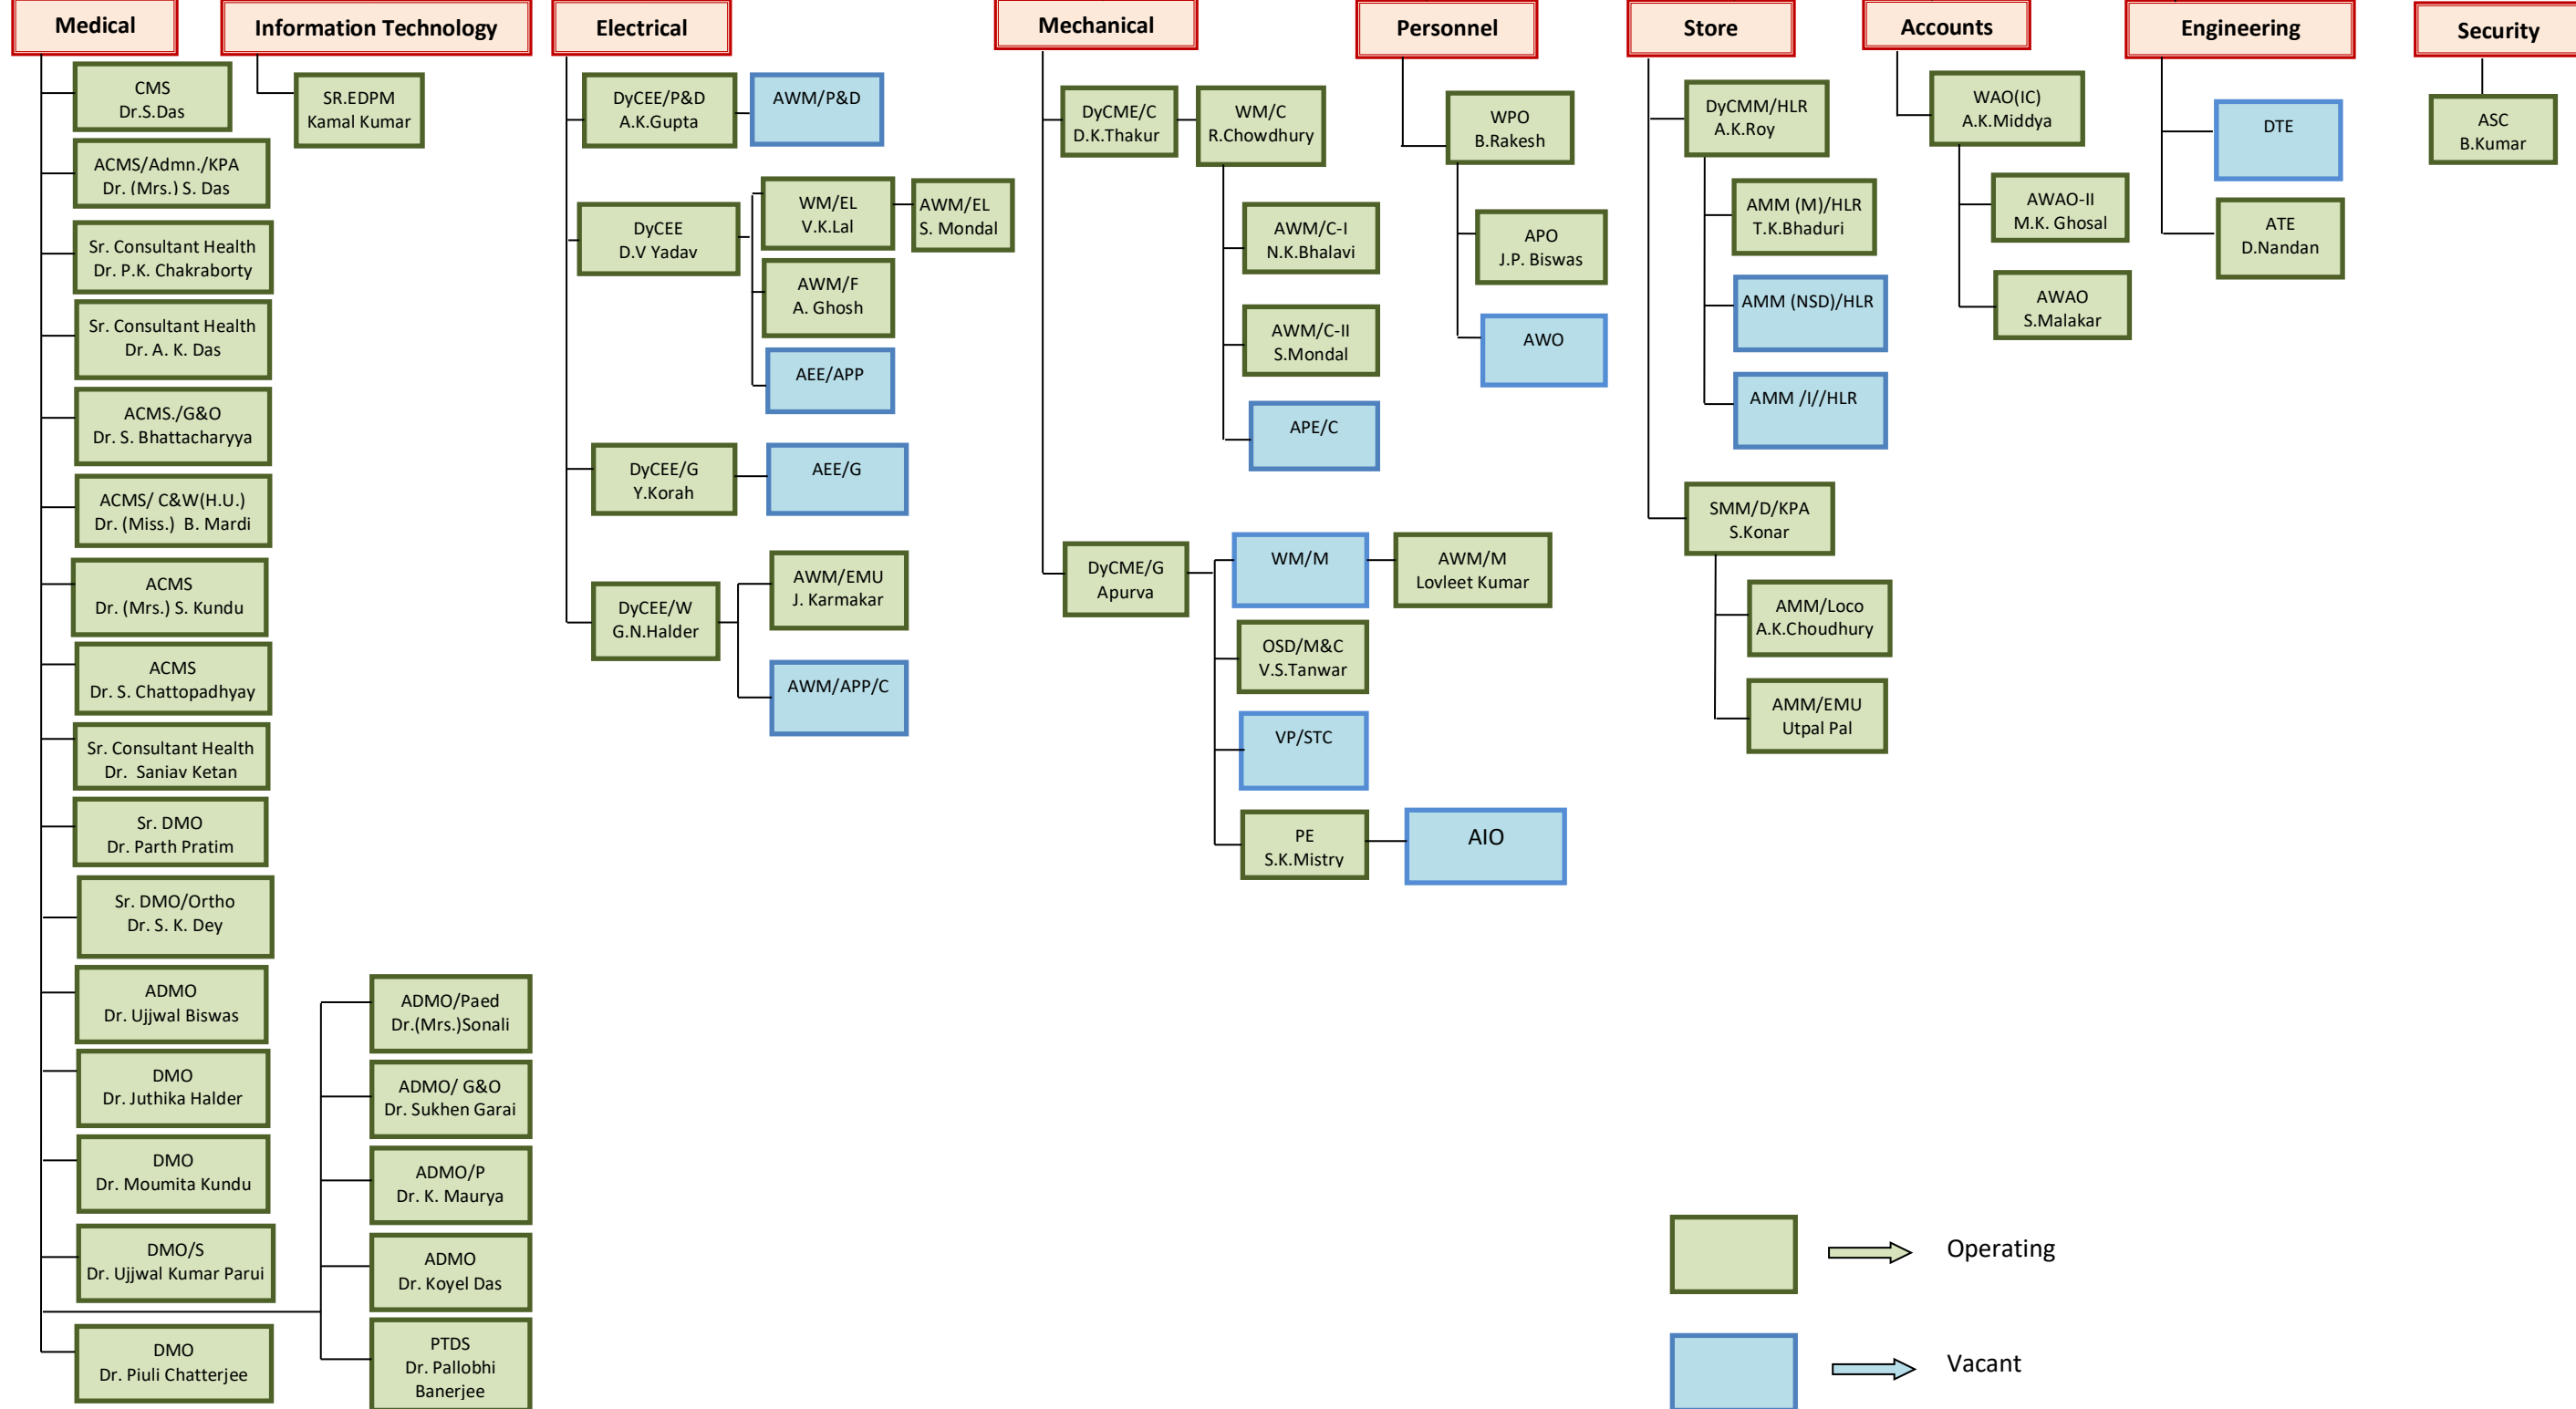 Medical
CMS
Dr.S.Das
ACMS/Admn./KPA
Dr. (Mrs.) S. Das
Sr. Consultant Health
Dr. P.K. Chakraborty
Sr. Consultant Health
Dr. A. K. Das
ACMS./G&O
Dr. S. Bhattacharyya
ACMS/ C&W(H.U.)
Dr. (Miss.) B. Mardi
ACMS
Dr. (Mrs.) S. Kundu
ACMS
Dr. S. Chattopadhyay
Sr. Consultant Health
Dr. Saniav Ketan
Sr. DMO
Dr. Parth Pratim
Sr. DMO/Ortho
Dr. S. K. Dey
ADMO
Dr. Ujjwal Biswas
DMO
Dr. Juthika Halder
DMO
Dr. Moumita Kundu
DMO/S
Dr. Ujjwal Kumar Parui
DMO
Dr. Piuli Chatterjee
ADMO/Paed
Dr.(Mrs.)Sonali
ADMO/ G&O
Dr. Sukhen Garai
ADMO/P
Dr. K. Maurya
ADMO
Dr. Koyel Das
PTDS
Dr. Pallobhi
Banerjee
Information Technology
SR.EDPM
Kamal Kumar
Electrical
DyCEE/P&D
A.K.Gupta
AWM/P&D
DyCEE
D.V Yadav
WM/EL
V.K.Lal
AWM/EL
S. Mondal
AWM/F
A. Ghosh
AEE/APP
DyCEE/G
Y.Korah
AEE/G
DyCEE/W
G.N.Halder
AWM/EMU
J. Karmakar
AWM/APP/C
Mechanical
DyCME/C
D.K.Thakur
WM/C
R.Chowdhury
AWM/C-I
N.K.Bhalavi
AWM/C-II
S.Mondal
APE/C
DyCME/G
Apurva
WM/M
AWM/M
Lovleet Kumar
OSD/M&C
V.S.Tanwar
VP/STC
PE
S.K.Mistry
AIO
Personnel
WPO
B.Rakesh
APO
J.P. Biswas
AWO
Store
DyCMM/HLR
A.K.Roy
AMM (M)/HLR
T.K.Bhaduri
AMM (NSD)/HLR
AMM /I//HLR
SMM/D/KPA
S.Konar
AMM/Loco
A.K.Choudhury
AMM/EMU
Utpal Pal
Accounts
WAO(IC)
A.K.Middya
AWAO-II
M.K. Ghosal
AWAO
S.Malakar
Engineering
DTE
ATE
D.Nandan
Security
ASC
B.Kumar
Operating
Vacant